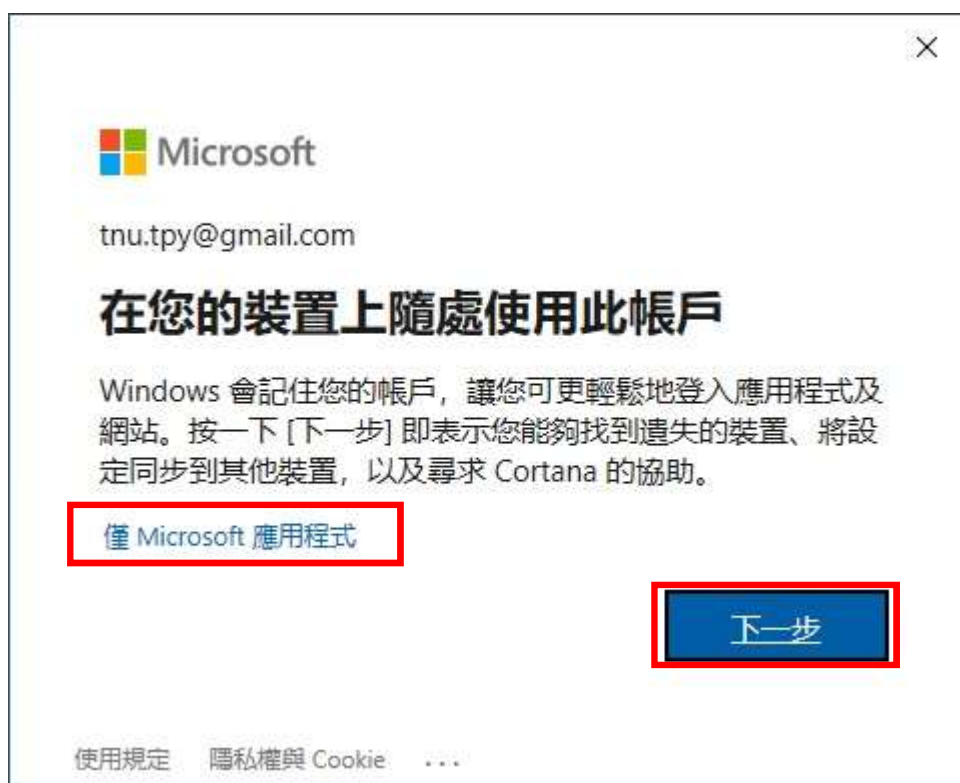 Microsoft
tnu.tpy@gmail.com
在您的裝置上隨處使用此帳戶
Windows 會記住您的帳戶，讓您可更輕鬆地登入應用程式及
網站。按一下 [下一步] 即表示您能夠找到遺失的裝置、將設
定同步到其他裝置，以及尋求 Cortana 的協助。
僅 Microsoft 應用程式
下一步
使用規定 隱私權與 Cookie ...